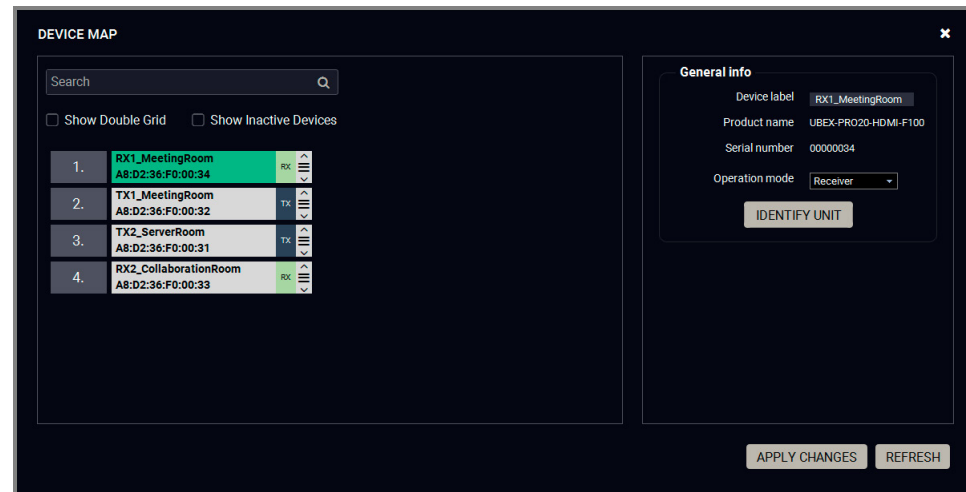 DEVICE MAP
Search
Show Double Grid Show Inactive Devices
1. RX1_MeetingRoom RX
A8:D2:36:F0:00:34
2. TX1_MeetingRoom TX
A8:D2:36:F0:00:32
3. TX2_ServerRoom TX
A8:D2:36:F0:00:31
4. RX2_CollaborationRoom RX
A8:D2:36:F0:00:33
General info
Device label RX1_MeetingRoom
Product name UBEX-PRO20-HDMI-F100
Serial number 00000034
Operation mode Receiver
IDENTIFY UNIT
APPLY CHANGES REFRESH